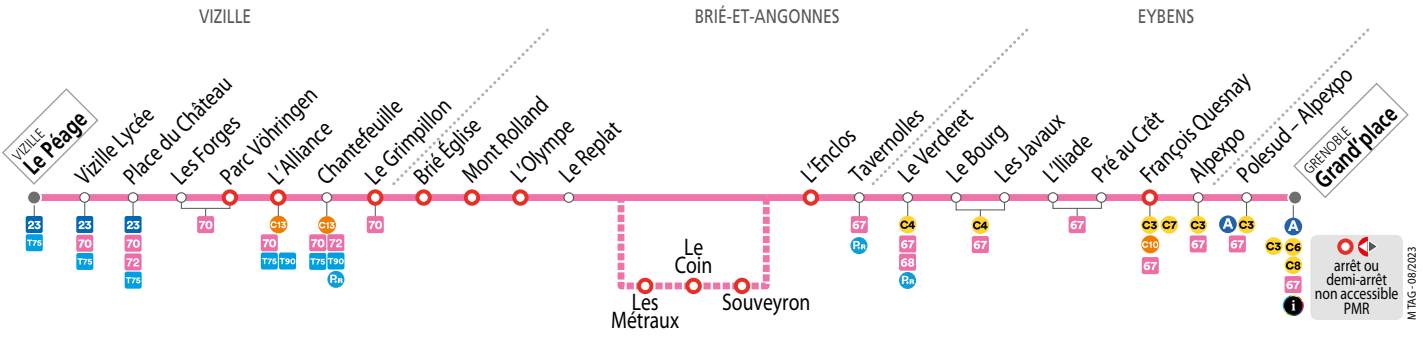 VIZILLE
BRIÉ-ET-ANGONNES
EYBENS
VIZILLE
Le Péage
Vizille Lycée
Place du Château
Les Forges
Parc Vöhringen
L'Alliance
Chantefeuille
Le Grimpillon
Brié Église
Mont Rolland
L'Olympe
Le Replat
L'Enclos
Tavernolles
Le Verderet
Le Bourg
Les Javaux
L'Iliade
Pré au Crêt
François Quesnay
Alpexpo
Polesud – Alpexpo
GRENOBLE
Grand'place
23
T75
23
70
T75
23
70
72
T75
70
C13
70
T75 T90
C13
70 72
T75 T90
P+R
70
Les
Métraux
Le
Coin
Souveyron
67
P+R
C4
67
68
P+R
C4
67
67
C3 C7
C10
67
C3
67
A C3
67
A
C3 C6
C8
67
i
arrêt ou
demi-arrêt
non accessible
PMR
M TAG - 08/2023